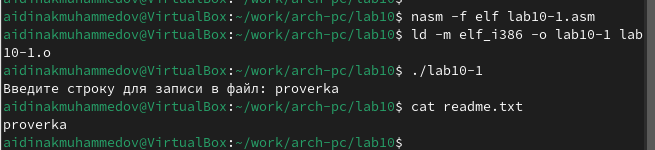 aidinakmuhammedov@VirtualBox:~/work/arch-pc/lab10$ nasm -f elf lab10-1.asm
aidinakmuhammedov@VirtualBox:~/work/arch-pc/lab10$ ld -m elf_i386 -o lab10-1 lab
10-1.o
aidinakmuhammedov@VirtualBox:~/work/arch-pc/lab10$ ./lab10-1
Введите строку для записи в файл: proverka
aidinakmuhammedov@VirtualBox:~/work/arch-pc/lab10$ cat readme.txt
proverka
aidinakmuhammedov@VirtualBox:~/work/arch-pc/lab10$